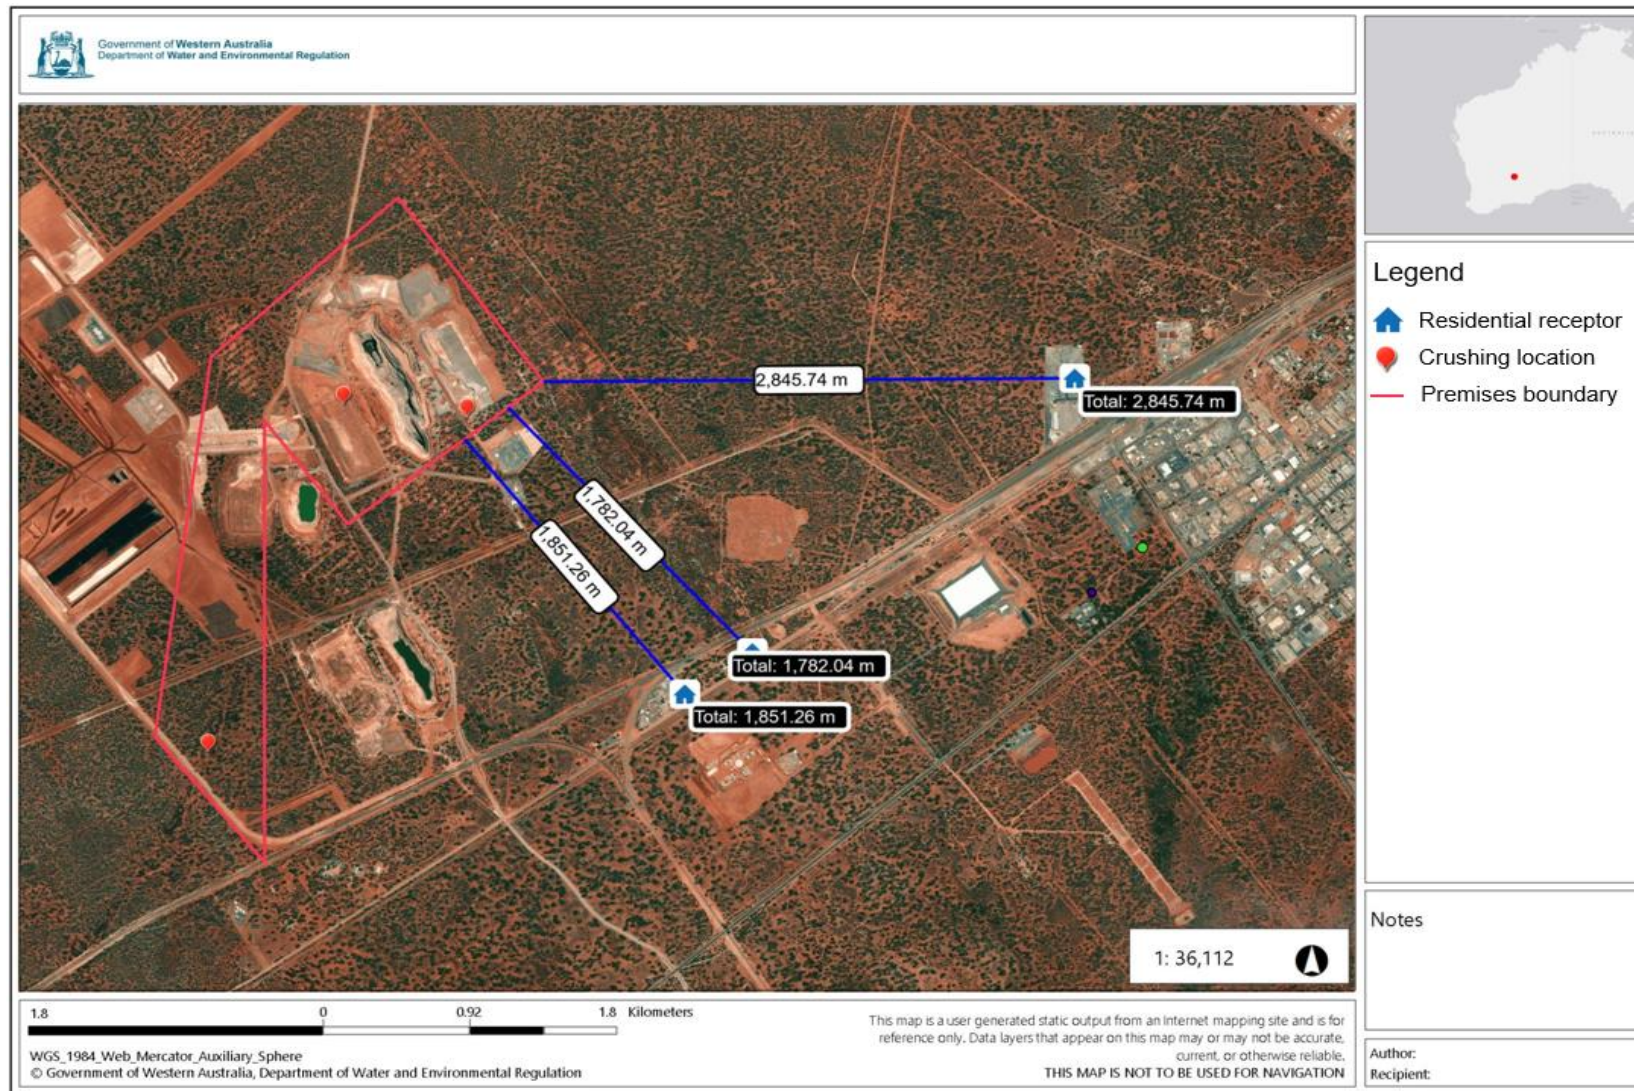 Government of Western Australia
Department of Water and Environmental Regulation
2,845.74 m
Total: 2,845.74 m
1,782.04 m
1,851.26 m
Total: 1,782.04 m
Total: 1,851.26 m
1: 36,112
Legend
Residential receptor
Crushing location
Premises boundary
Notes
Author:
Recipient:
1.8 0 0.92 1.8 Kilometers
WGS_1984_Web_Mercator_Auxiliary_Sphere
© Government of Western Australia, Department of Water and Environmental Regulation
This map is a user generated static output from an Internet mapping site and is for
reference only. Data layers that appear on this map may or may not be accurate,
current, or otherwise reliable.
THIS MAP IS NOT TO BE USED FOR NAVIGATION